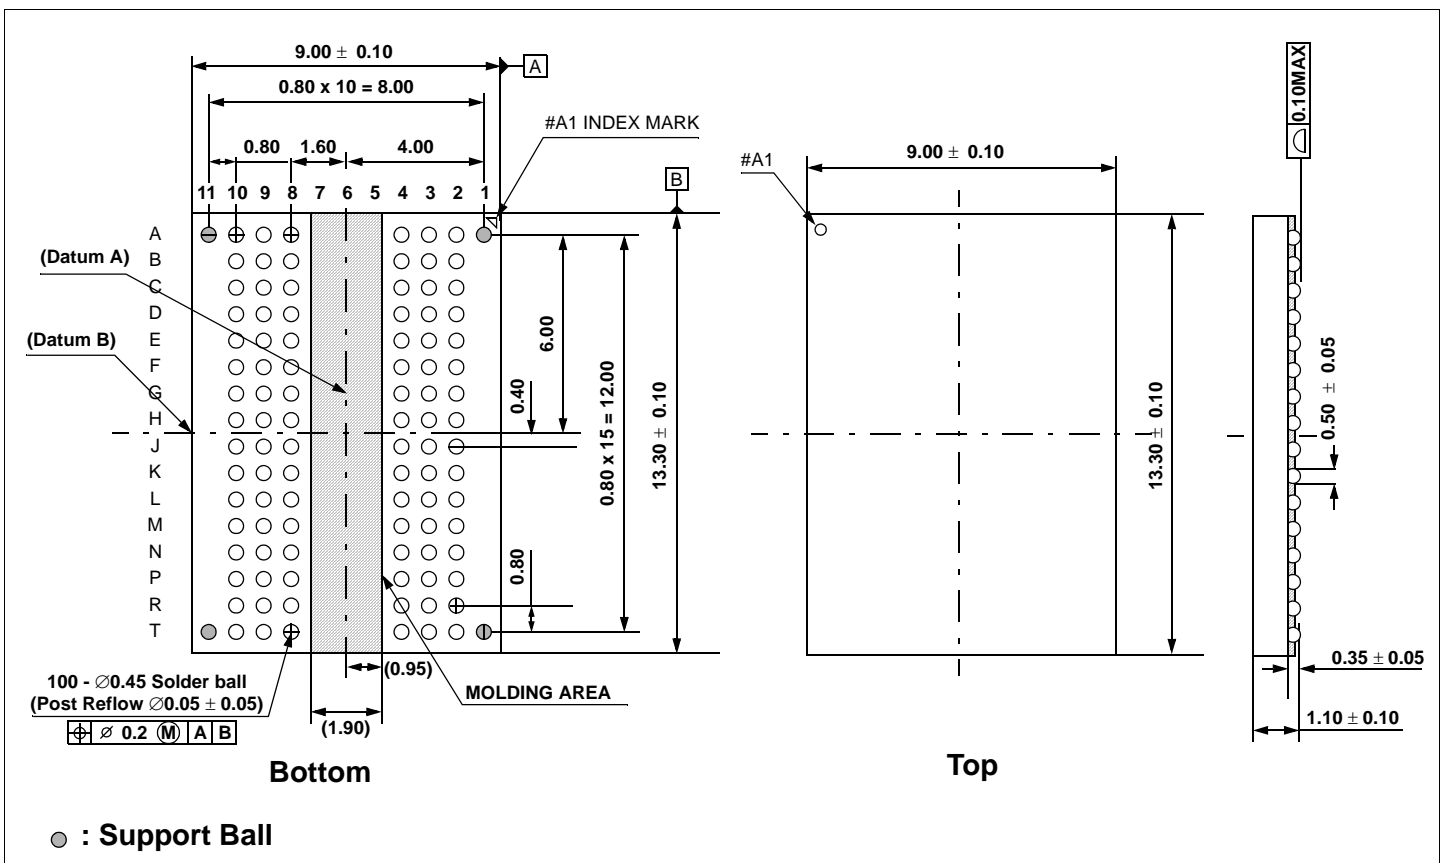 9.00 ± 0.10
A
0.80 x 10 = 8.00
#A1 INDEX MARK
0.80 1.60 4.00
B
11 10 9 8 7 6 5 4 3 2 1
A
B
C
D
E
F
G
H
J
K
L
M
N
P
R
T
(Datum A)
(Datum B)
6.00
0.40
0.80 x 15 = 12.00
13.30 ± 0.10
0.80
(0.95)
MOLDING AREA
(1.90)
100 - ∅0.45 Solder ball
(Post Reflow ∅0.05 ± 0.05)
⌖ ⌀ 0.2 Ⓜ A B
Bottom
#A1
9.00 ± 0.10
13.30 ± 0.10
Top
0.10MAX
0.50 ± 0.05
0.35 ± 0.05
1.10 ± 0.10
: Support Ball